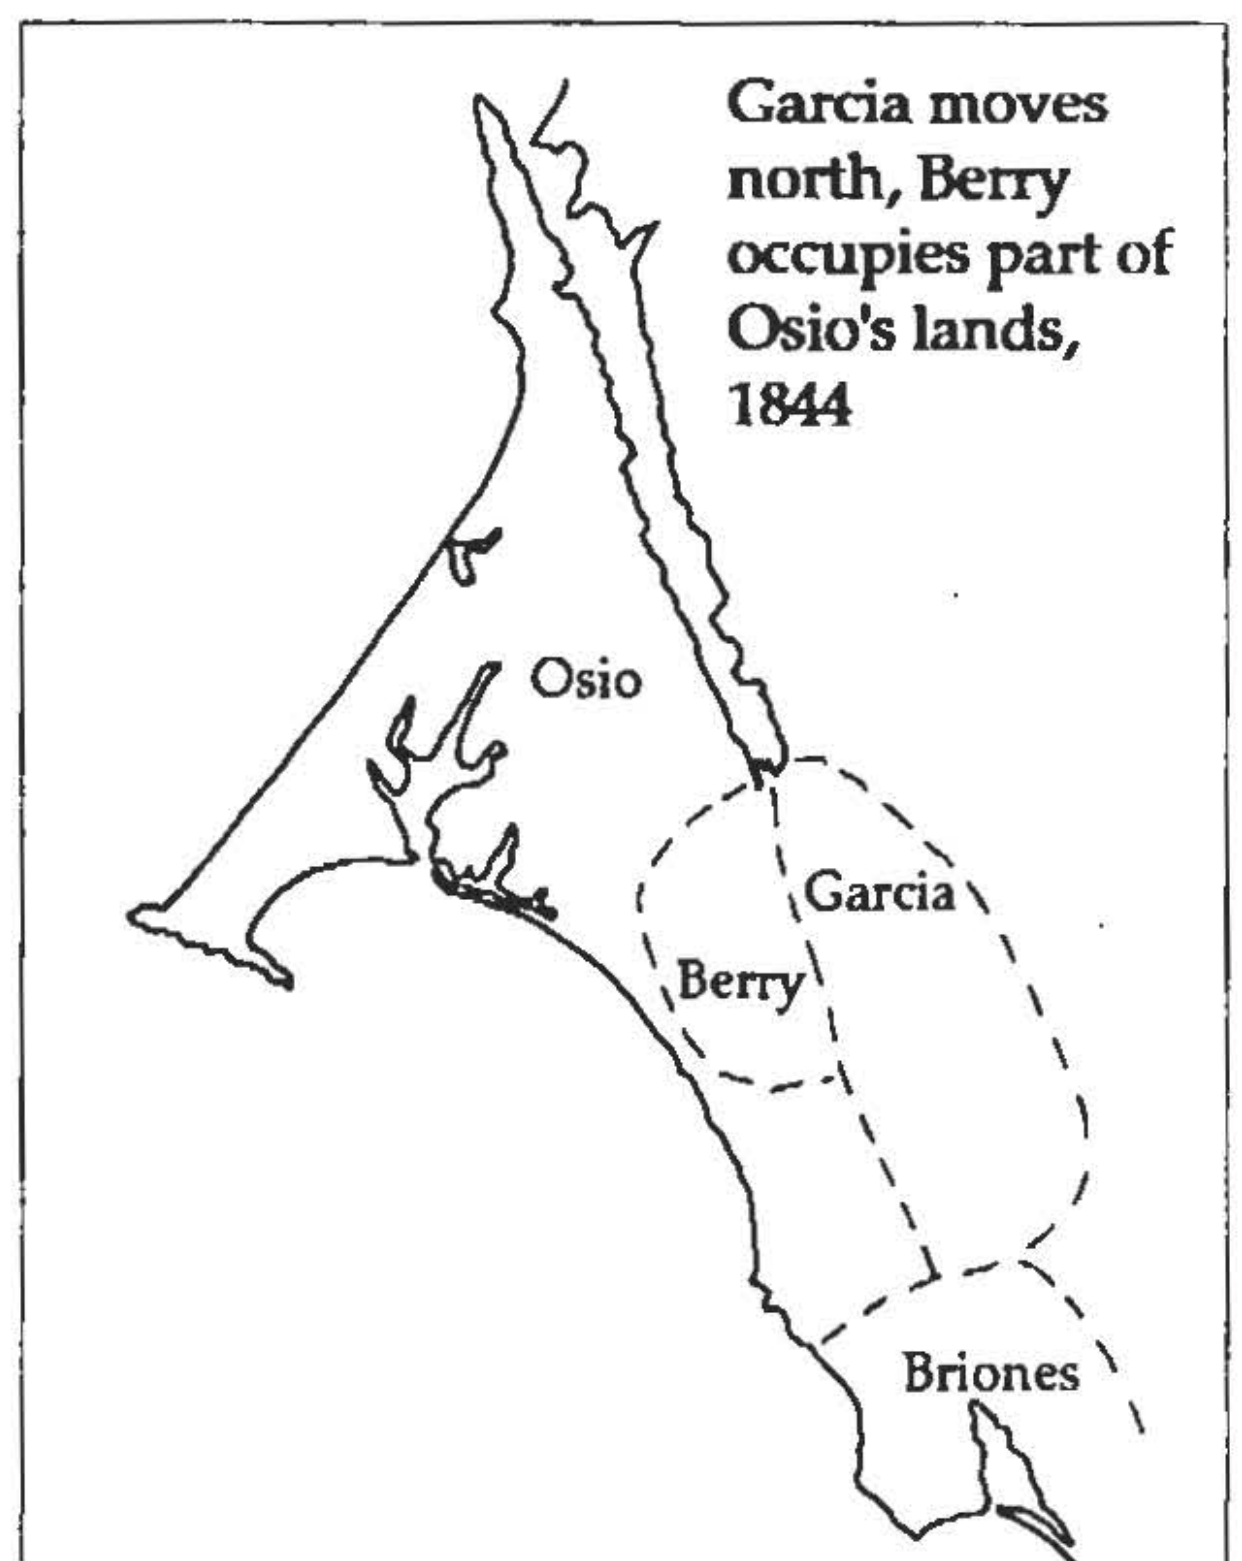 Garcia moves
north, Berry
occupies part of
Osio's lands,
1844
Osio
Garcia
Berry
Briones